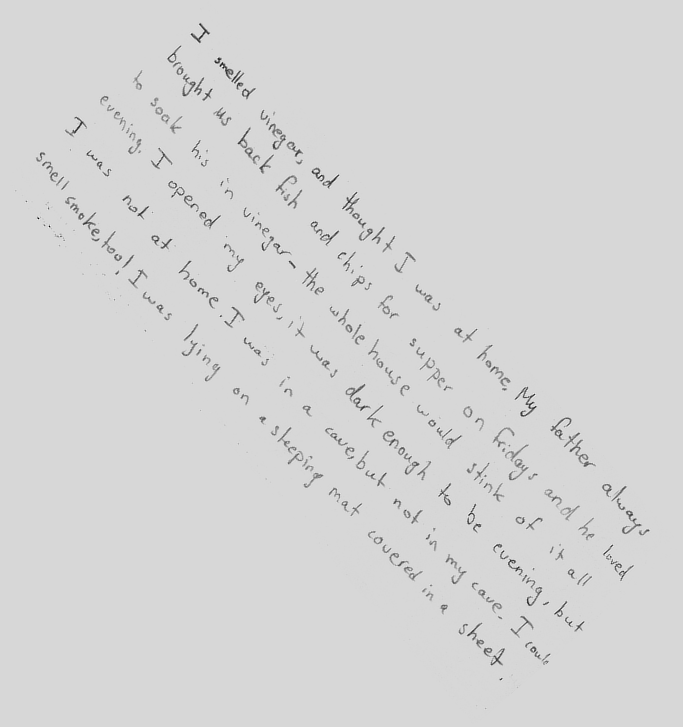 I smelled vinegar, and thought I was at home. My father always
brought us back fish and chips for supper on Fridays and he loved
to soak his in vinegar - the whole house would stink of it all
evening. I opened my eyes, it was dark enough to be evening, but
I was not at home. I was in a cave, but not in my cave. I could
smell smoke, too! I was lying on a sleeping mat covered in a sheet.